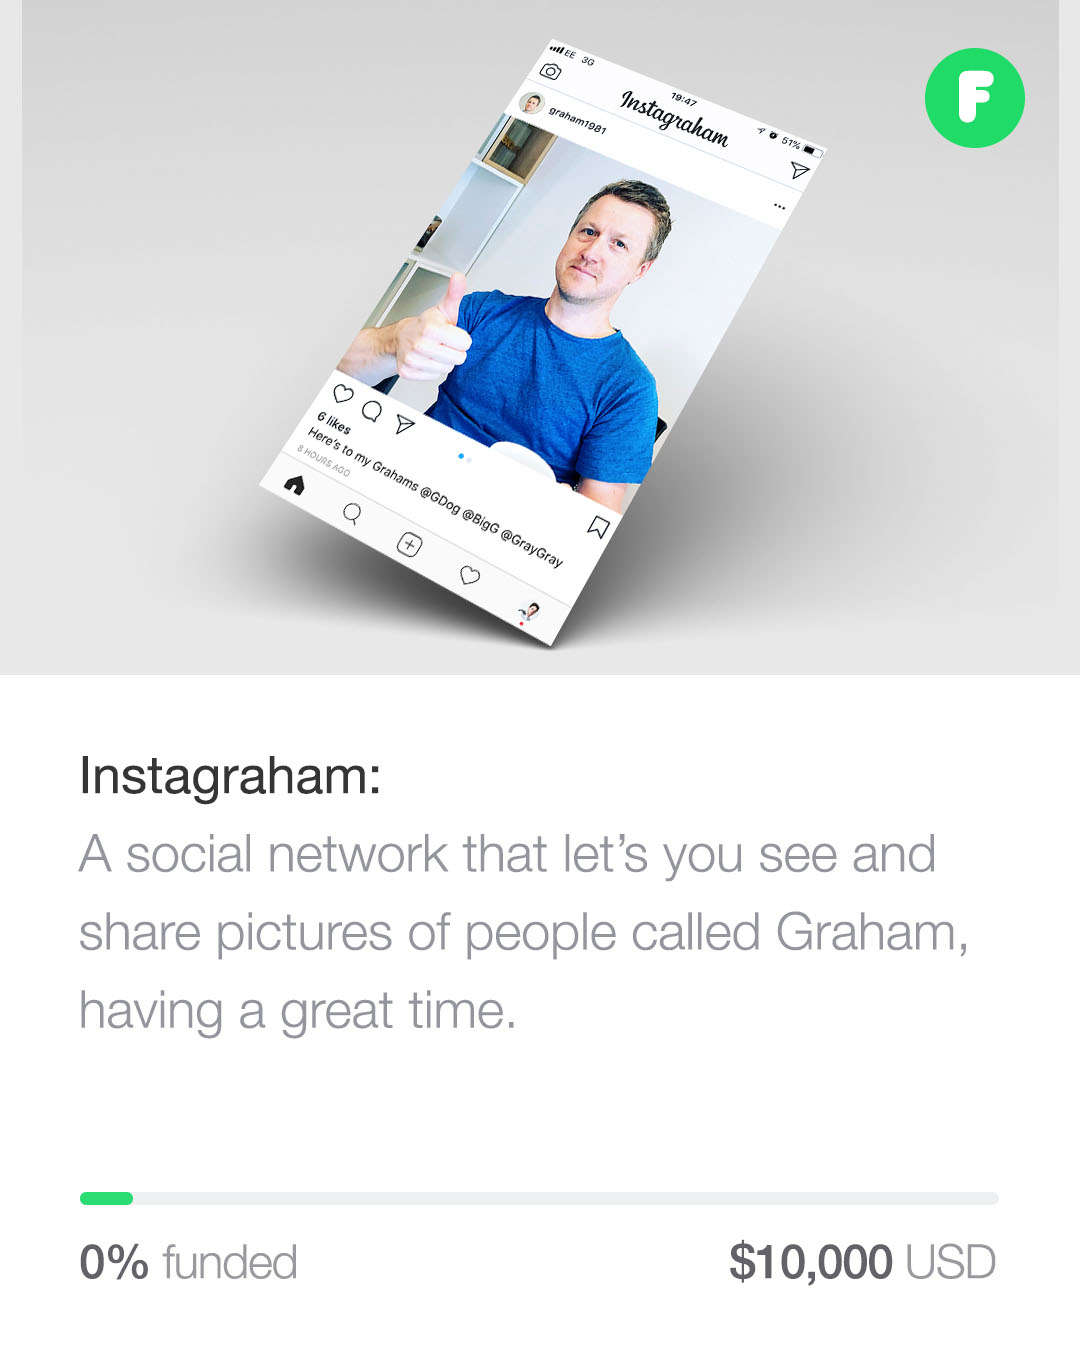 EE 3G
19:47
51%
Instagraham
graham1981
6 likes
Here's to my Grahams @GDog @BigG @GrayGray
8 HOURS AGO
F
Instagraham:
A social network that let’s you see and
share pictures of people called Graham,
having a great time.
0% funded
$10,000 USD